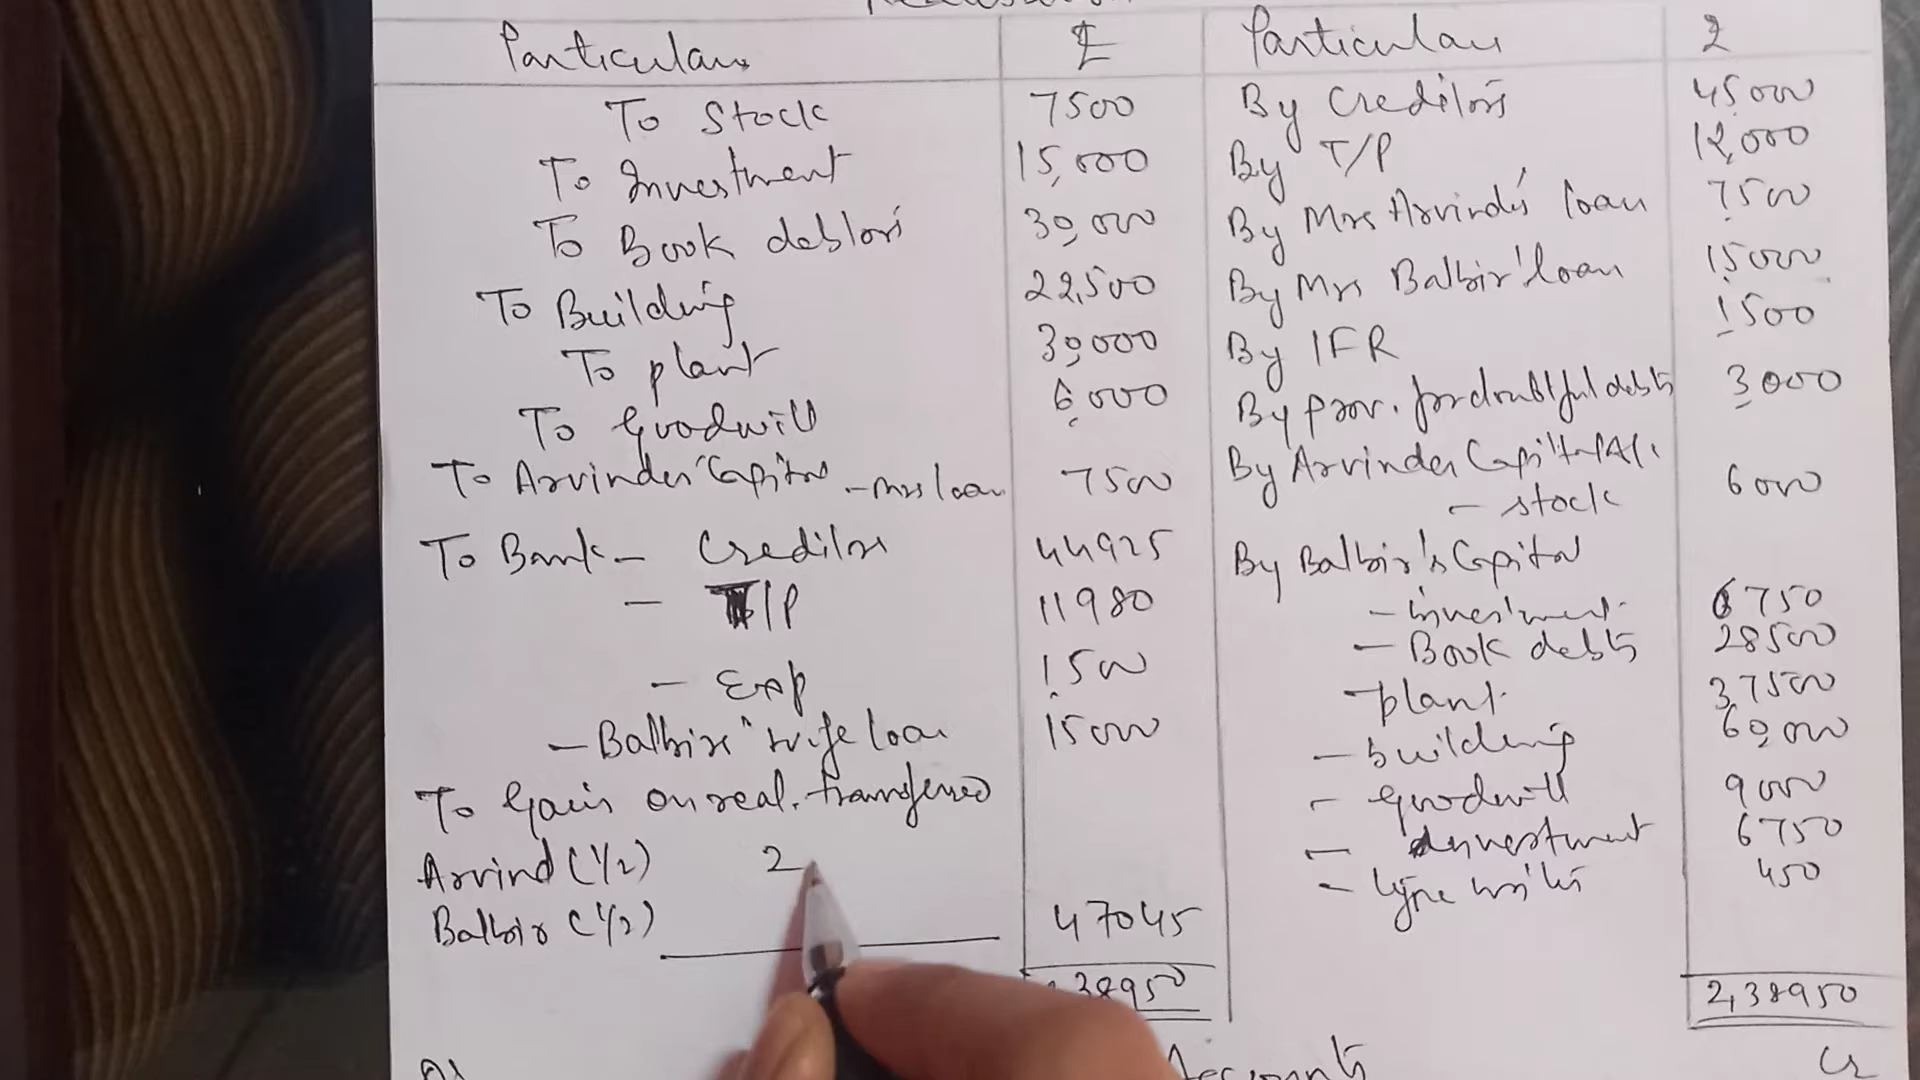 Particulars ₹ Particulars ₹
To Stock 7500 By Creditors 45,000
To Investment 15,000 By T/P 12,000
To Book debtors 30,000 By Mrs Arvind's loan 7500
To Building 22,500 By Mrs Balbir' loan 15000
To plant 30,000 By IFR 1500
To Goodwill 6,000 By prov. for doubtful debts 3000
To Arvinder' Capital - Mrs loan 7500 By Arvinder Capital A/c
- stock 6000
To Bank - Creditors 44925 By Balbir's Capital
- T/P 11980 - investment 6750
- Book debts 28500
- Exp 1500 - plant 37500
- Balbir' wife loan 15000 - building 60,000
To Gain on real. transferred - goodwill 9000
Arvind (1/2) 2 - Investment 6750
Balbir (1/2) 47045 - 450
38950 2,38950
Accounts Cr